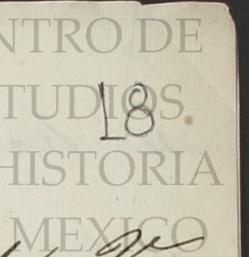 NTRO DE
TUDIOS
18
HISTORIA
MEXICO